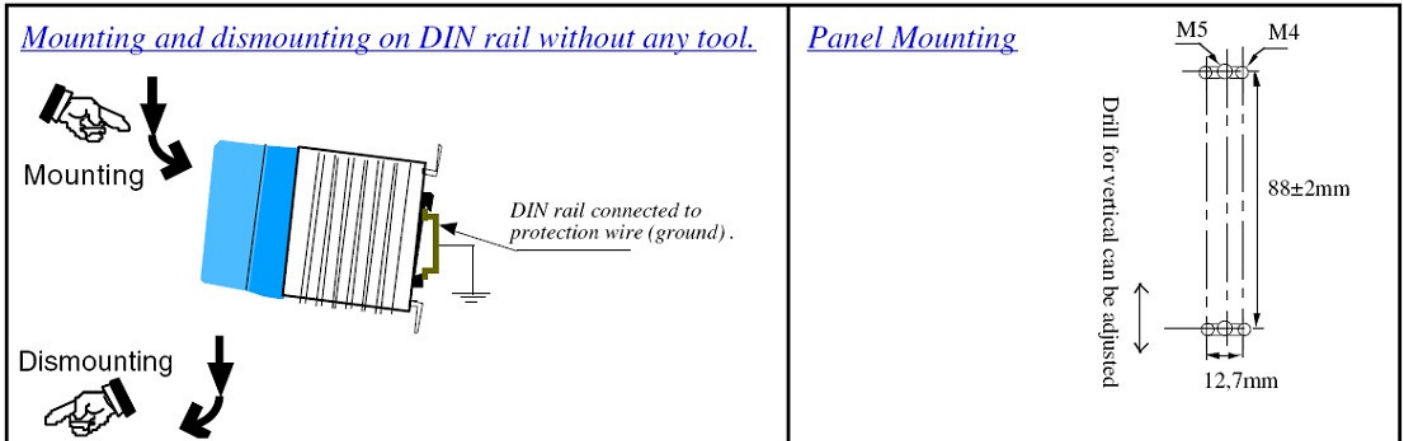 Mounting and dismounting on DIN rail without any tool.
Mounting
DIN rail connected to
protection wire (ground).
Dismounting
Panel Mounting
M5
M4
Drill for vertical can be adjusted
88±2mm
12,7mm